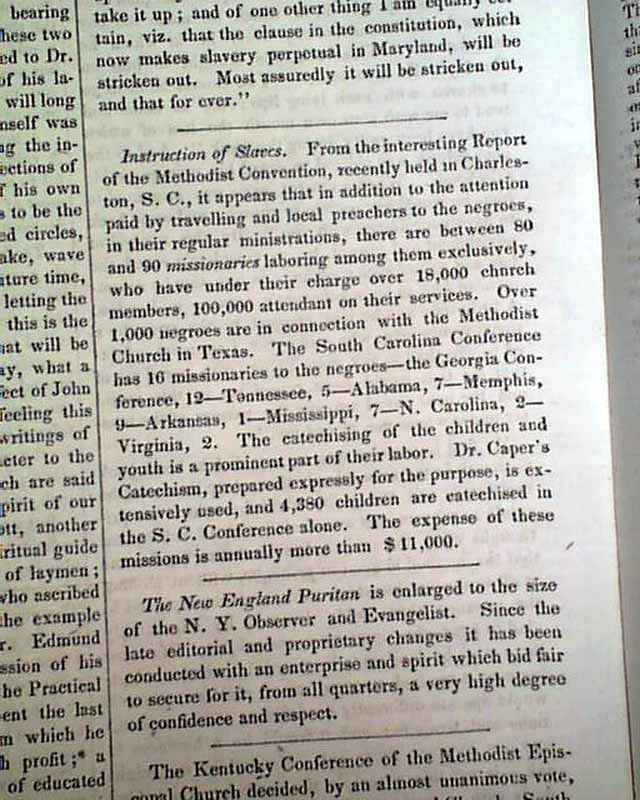 bearing
these two
ed to Dr.
of his la-
will long
nself was
ng the in-
ections of
f his own
s to be the
ed circles,
ake, wave
ature time,
letting the
this is the
hat will be
ay, what a
fect of John
feeling this
writings of
cter to the
ch are said
pirit of our
ott, another
iritual guide
of laymen;
who ascribed
the example
r. Edmund
ssion of his
he Practical
ent the last
m which he
h profit;* a
of educated
take it up; and of one other thing I am equally cer-
tain, viz. that the clause in the constitution, which
now makes slavery perpetual in Maryland, will be
stricken out. Most assuredly it will be stricken out,
and that for ever."
Instruction of Slaves. From the interesting Report
of the Methodist Convention, recently held in Charles-
ton, S. C., it appears that in addition to the attention
paid by travelling and local preachers to the negroes,
in their regular ministrations, there are between 80
and 90 missionaries laboring among them exclusively,
who have under their charge over 18,000 church
members, 100,000 attendant on their services. Over
1,000 negroes are in connection with the Methodist
Church in Texas. The South Carolina Conference
has 16 missionaries to the negroes—the Georgia Con-
ference, 12—Tennessee, 5—Alabama, 7—Memphis,
9—Arkansas, 1—Mississippi, 7—N. Carolina, 2—
Virginia, 2. The catechising of the children and
youth is a prominent part of their labor. Dr. Caper's
Catechism, prepared expressly for the purpose, is ex-
tensively used, and 4,380 children are catechised in
the S. C. Conference alone. The expense of these
missions is annually more than $11,000.
The New England Puritan is enlarged to the size
of the N. Y. Observer and Evangelist. Since the
late editorial and proprietary changes it has been
conducted with an enterprise and spirit which bid fair
to secure for it, from all quarters, a very high degree
of confidence and respect.
The Kentucky Conference of the Methodist Epis-
copal Church decided, by an almost unanimous vote,
South